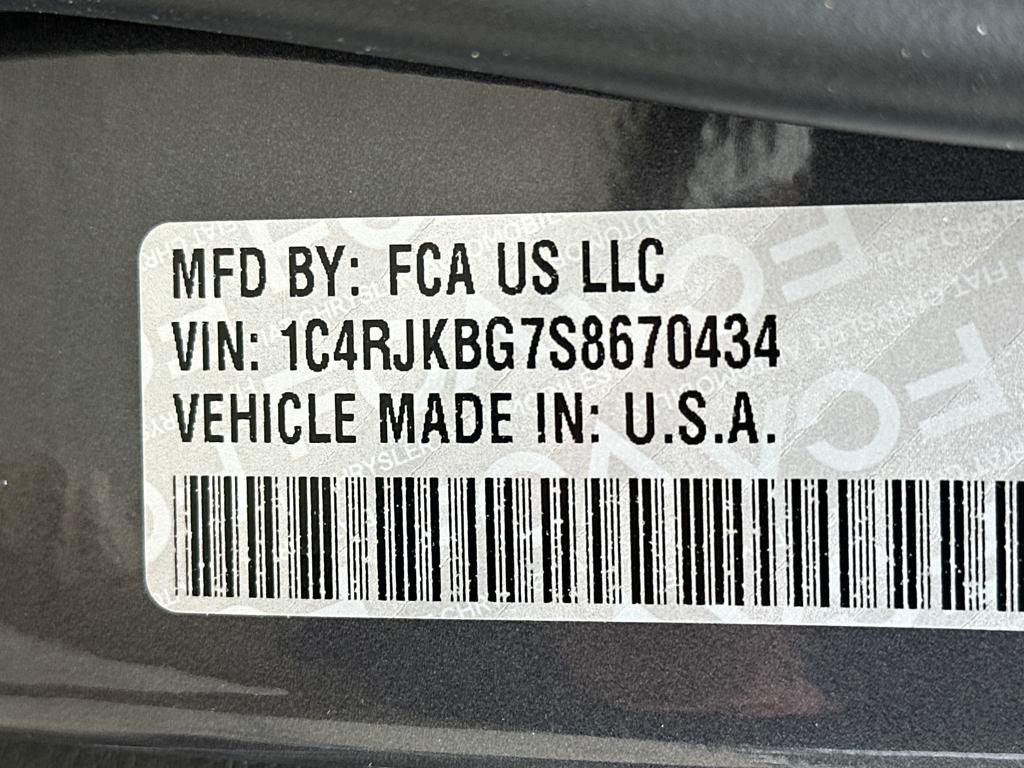 MFD BY: FCA US LLC
VIN: 1C4RJKBG7S8670434
VEHICLE MADE IN: U.S.A.